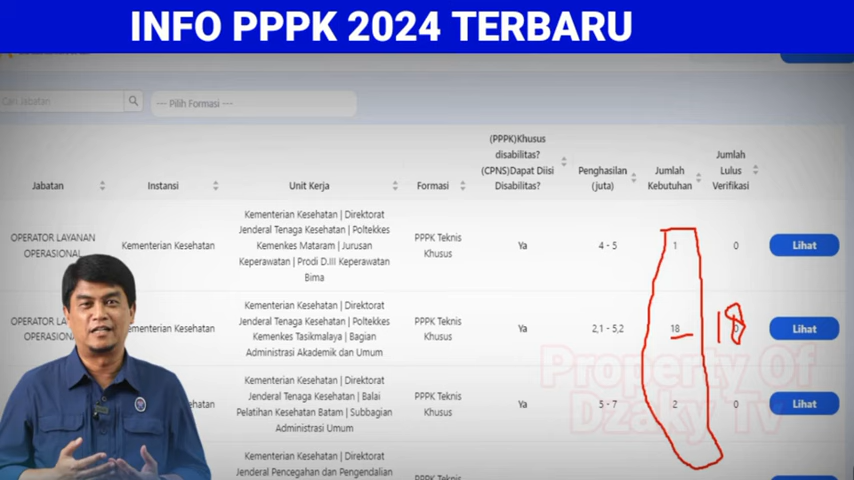 INFO PPPK 2024 TERBARU
Cari Jabatan
--- Pilih Formasi ---
Jabatan
Instansi
Unit Kerja
Formasi
(PPPK)Khusus
disabilitas?
(CPNS)Dapat Diisi
Disabilitas?
Penghasilan
(juta)
Jumlah
Kebutuhan
Jumlah
Lulus
Verifikasi
OPERATOR LAYANAN
OPERASIONAL
Kementerian Kesehatan
Kementerian Kesehatan | Direktorat
Jenderal Tenaga Kesehatan | Poltekkes
Kemenkes Mataram | Jurusan
Keperawatan | Prodi D.III Keperawatan
Bima
PPPK Teknis
Khusus
Ya
4 - 5
1
0
Lihat
OPERATOR
OPERASION
ementerian Kesehatan
Kementerian Kesehatan | Direktorat
Jenderal Tenaga Kesehatan | Poltekkes
Kemenkes Tasikmalaya | Bagian
Administrasi Akademik dan Umum
PPPK Teknis
Khusus
Ya
2,1 - 5,2
18
18
0
Lihat
ehatan
Kementerian Kesehatan | Direktorat
Jenderal Tenaga Kesehatan | Balai
Pelatihan Kesehatan Batam | Subbagian
Administrasi Umum
PPPK Teknis
Khusus
Ya
5 - 7
2
0
Lihat
Property Of
Dzaky Tv
Kementerian Kesehatan | Direktorat
Jenderal Pencegahan dan Pengendalian
PPPK Teknis